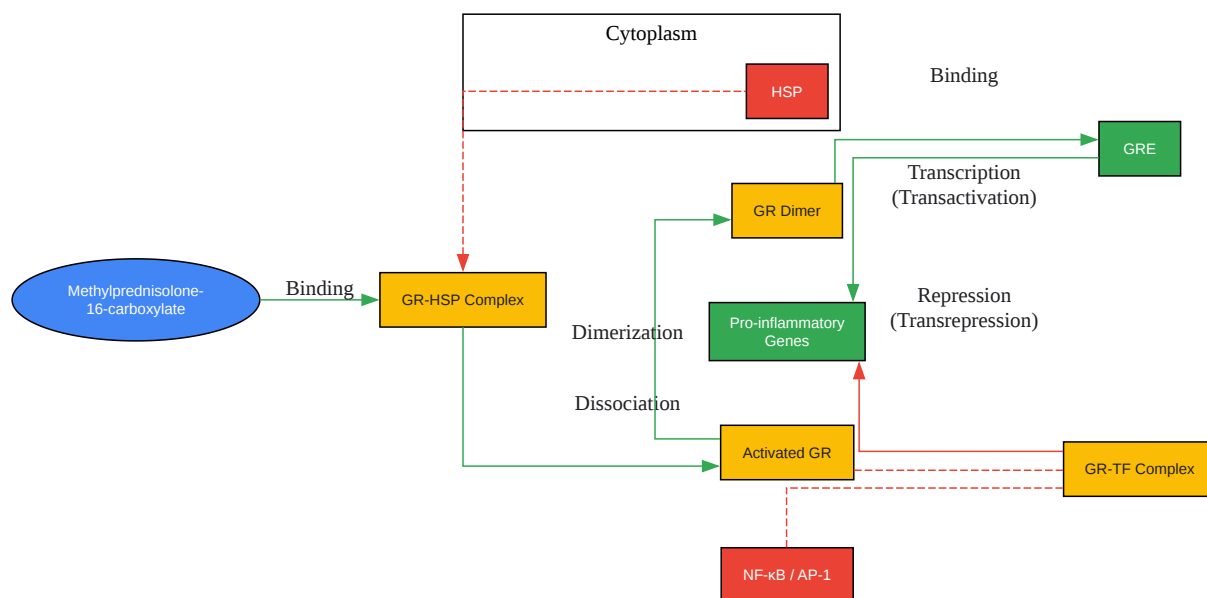 Cytoplasm
HSP
Binding
GRE
Transcription
(Transactivation)
GR Dimer
Methylprednisolone-
16-carboxylate
Binding
GR-HSP Complex
Repression
(Transrepression)
Pro-inflammatory
Genes
Dimerization
Dissociation
Activated GR
GR-TF Complex
NF-κB / AP-1